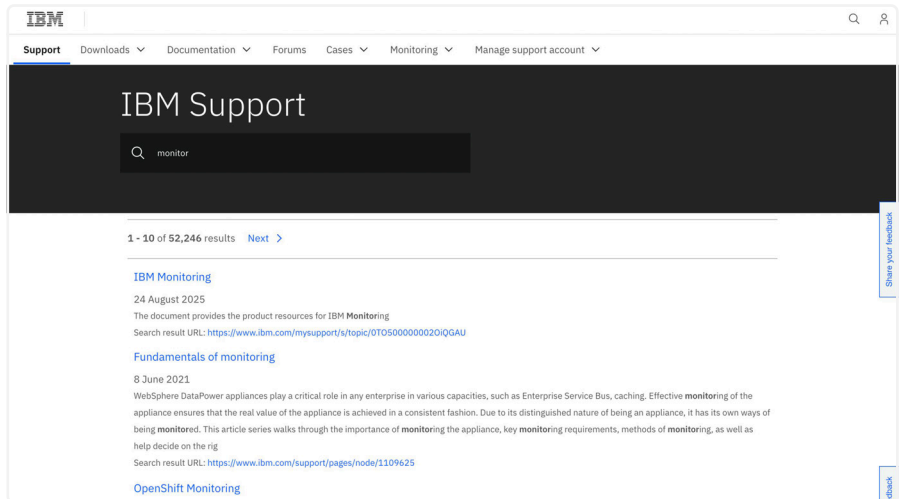 IBM
Support Downloads Documentation Forums Cases Monitoring Manage support account
IBM Support
monitor
Share your feedback
1 - 10 of 52,246 results Next
IBM Monitoring
24 August 2025
The document provides the product resources for IBM Monitoring
Search result URL: https://www.ibm.com/mysupport/s/topic/0TO500000002OiQGAU
Fundamentals of monitoring
8 June 2021
WebSphere DataPower appliances play a critical role in any enterprise in various capacities, such as Enterprise Service Bus, caching. Effective monitoring of the
appliance ensures that the real value of the appliance is achieved in a consistent fashion. Due to its distinguished nature of being an appliance, it has its own ways of
being monitored. This article series walks through the importance of monitoring the appliance, key monitoring requirements, methods of monitoring, as well as
help decide on the rig
Search result URL: https://www.ibm.com/support/pages/node/1109625
OpenShift Monitoring
dback